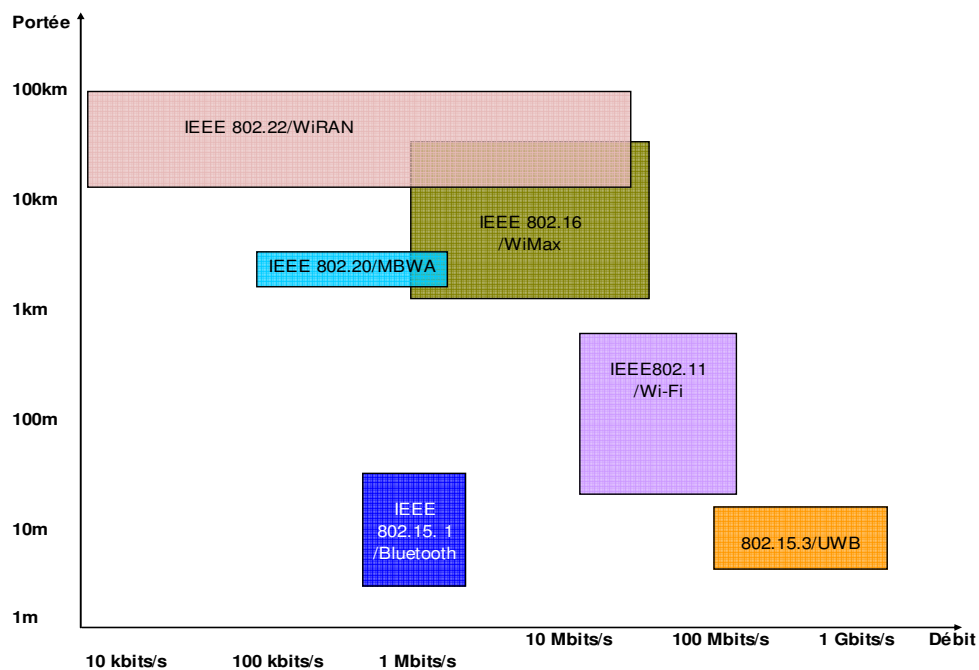 Portée
100km
IEEE 802.22/WiRAN
10km
IEEE 802.16
/WiMax
IEEE 802.20/MBWA
1km
IEEE802.11
/Wi-Fi
100m
IEEE
802.15. 1
/Bluetooth
10m
802.15.3/UWB
1m
10 Mbits/s 100 Mbits/s 1 Gbits/s Débit
10 kbits/s 100 kbits/s 1 Mbits/s